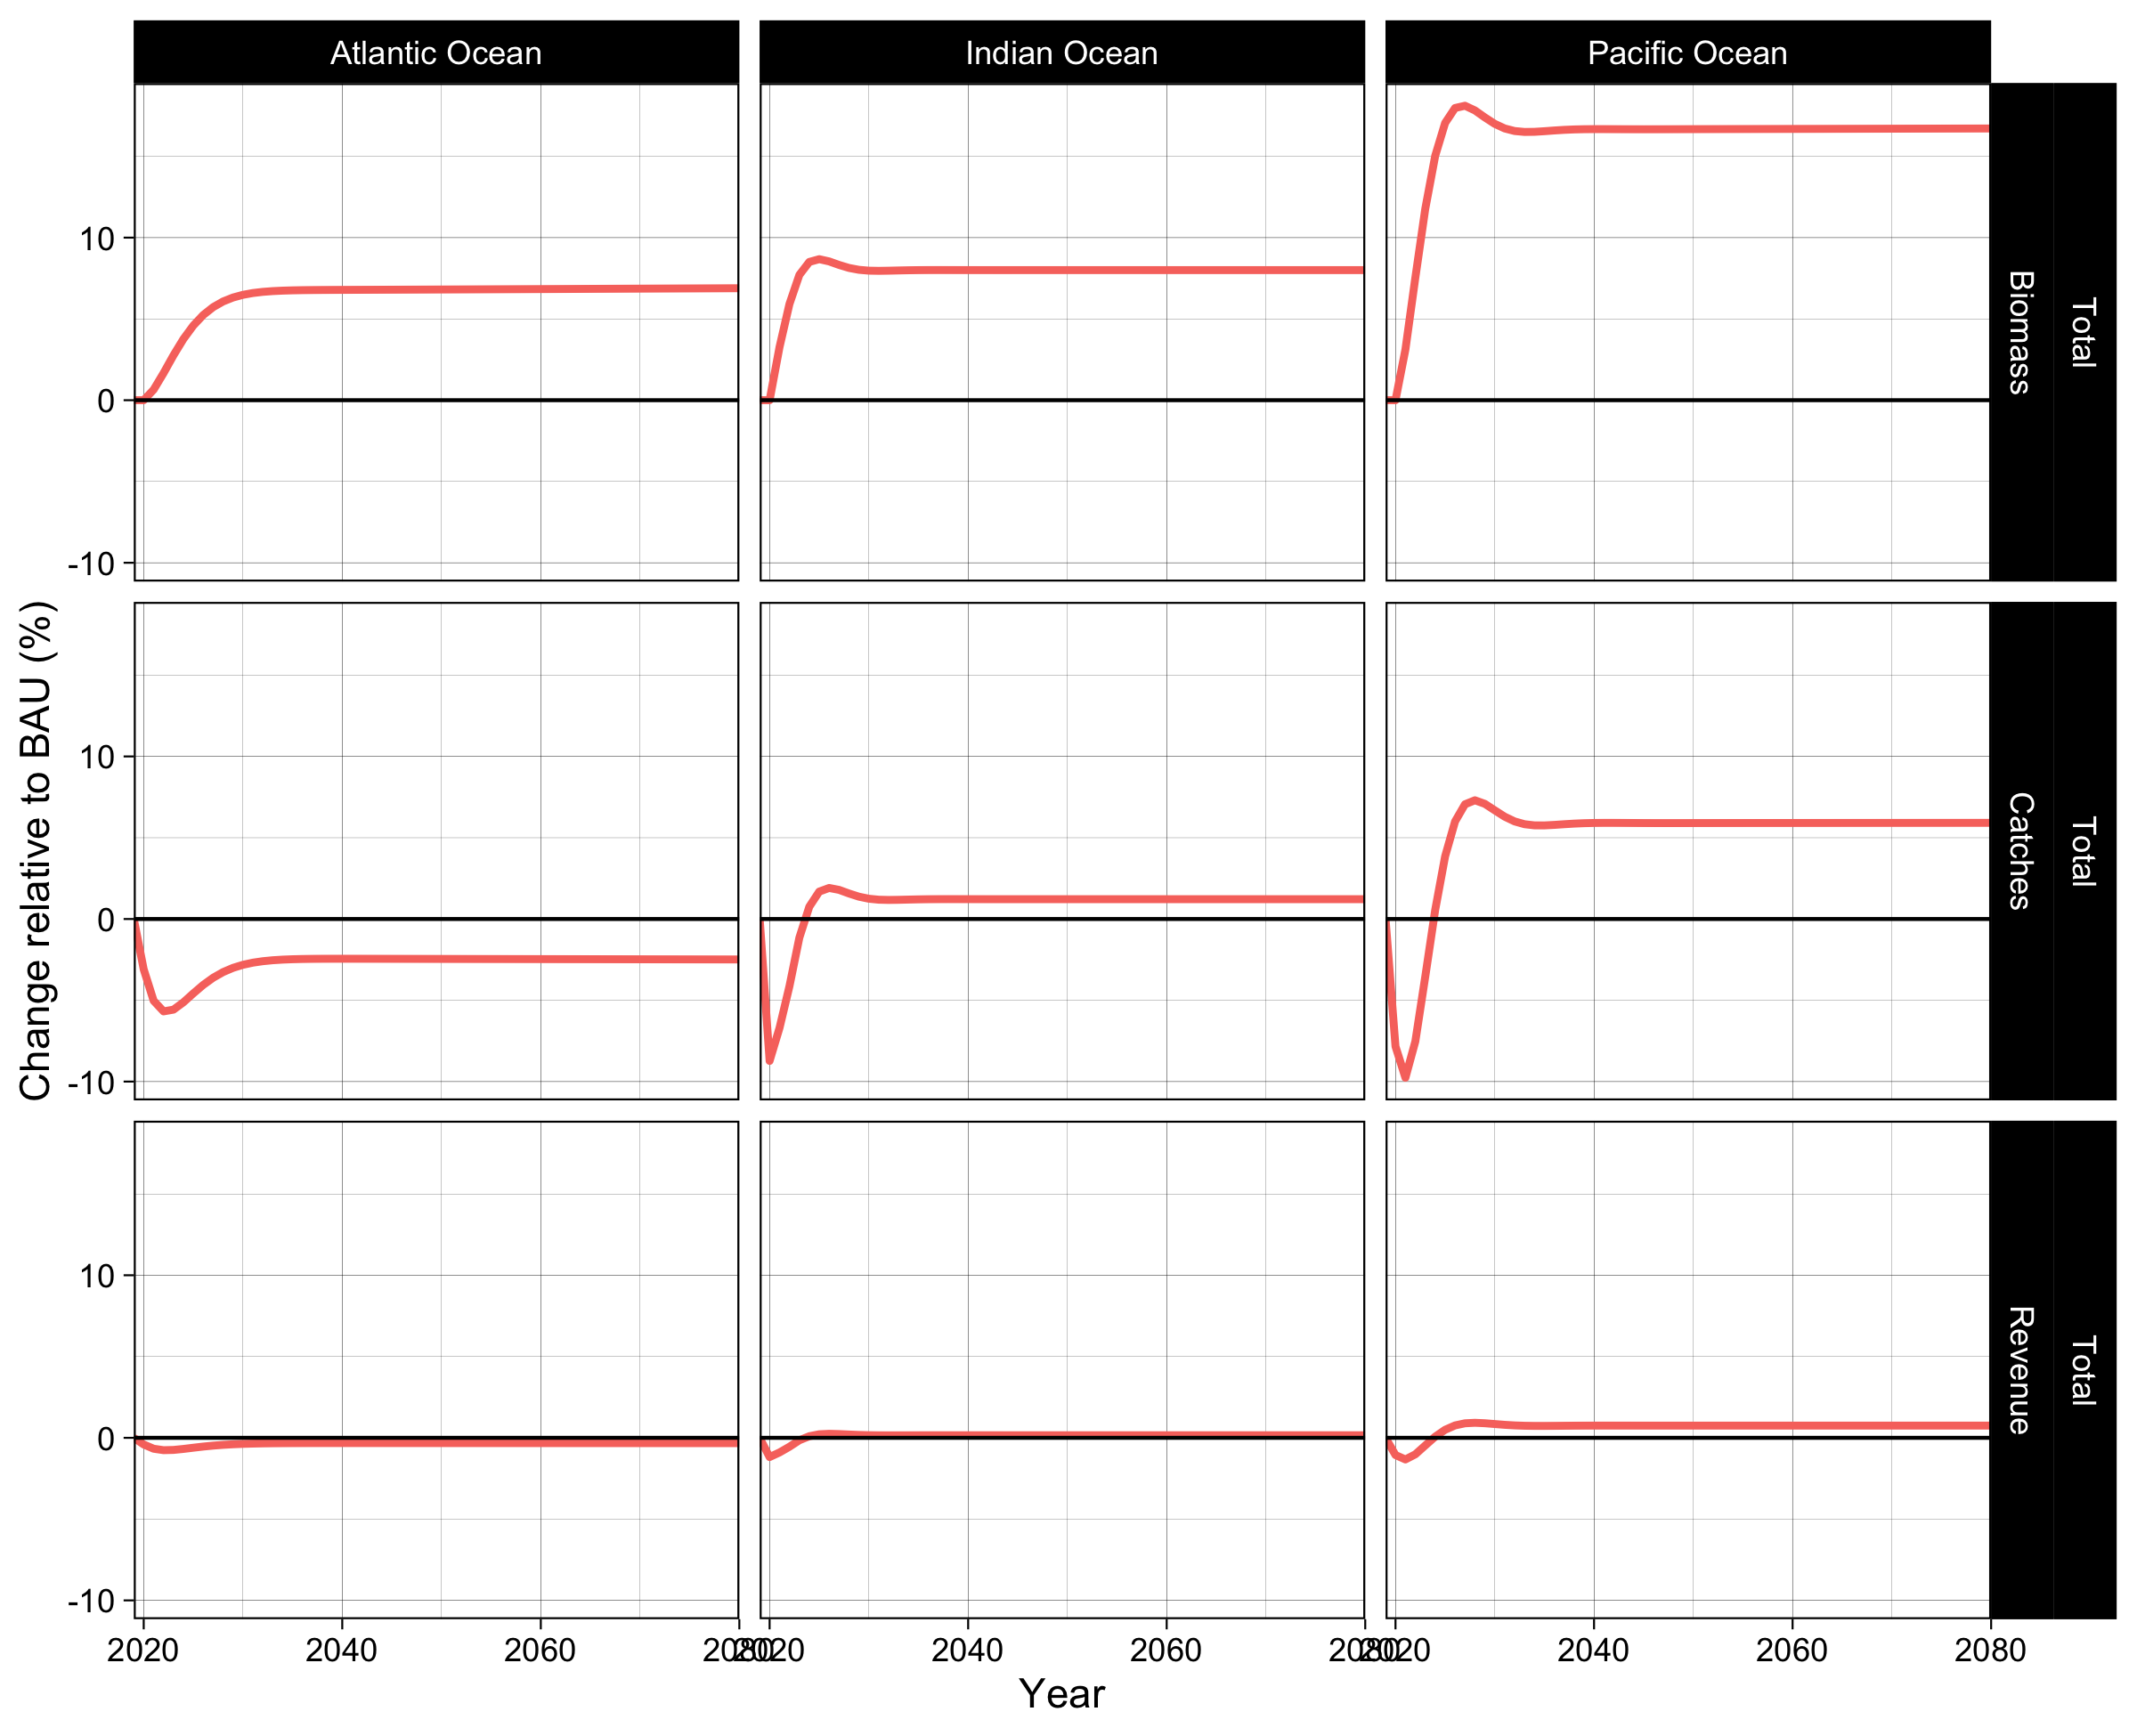 Atlantic Ocean
Indian Ocean
Pacific Ocean
Change relative to BAU (%)
10
0
-10
Biomass
Total
10
0
-10
Catches
Total
10
0
-10
Revenue
Total
2020 2040 2060 2080
2020 2040 2060 2080
2020 2040 2060 2080
Year